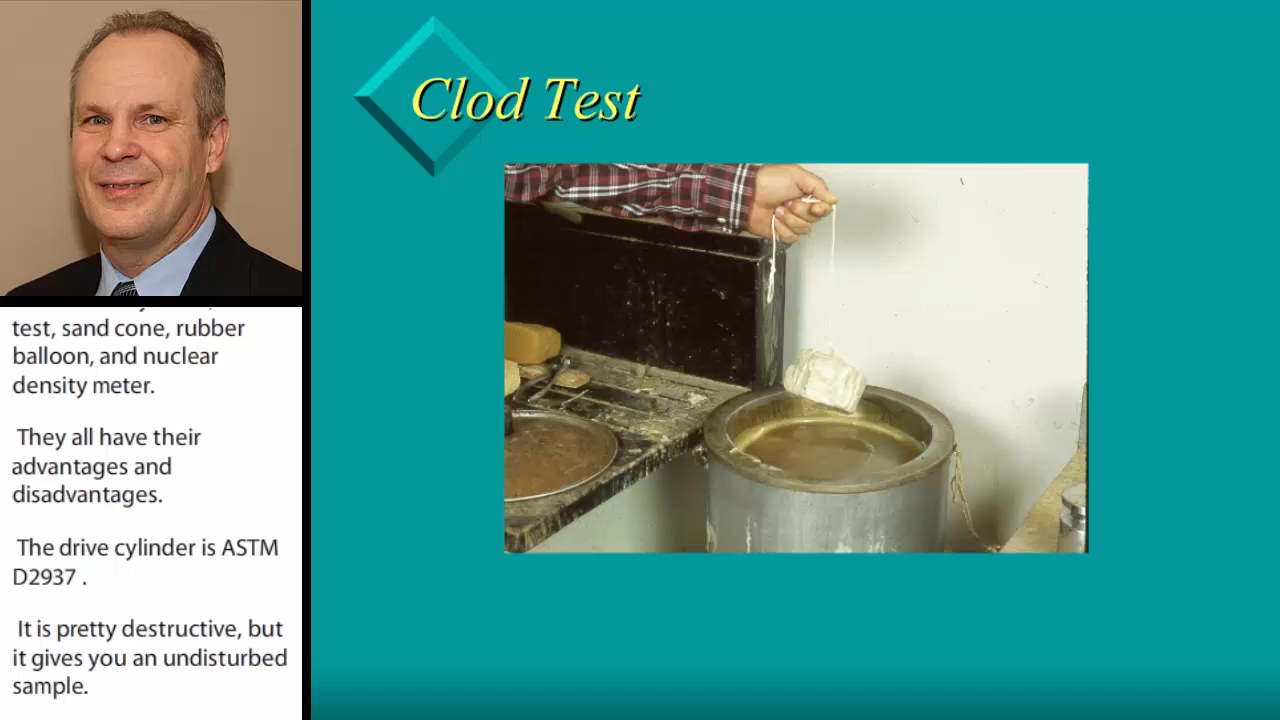 Clod Test
test, sand cone, rubber
balloon, and nuclear
density meter.
They all have their
advantages and
disadvantages.
The drive cylinder is ASTM
D2937 .
It is pretty destructive, but
it gives you an undisturbed
sample.